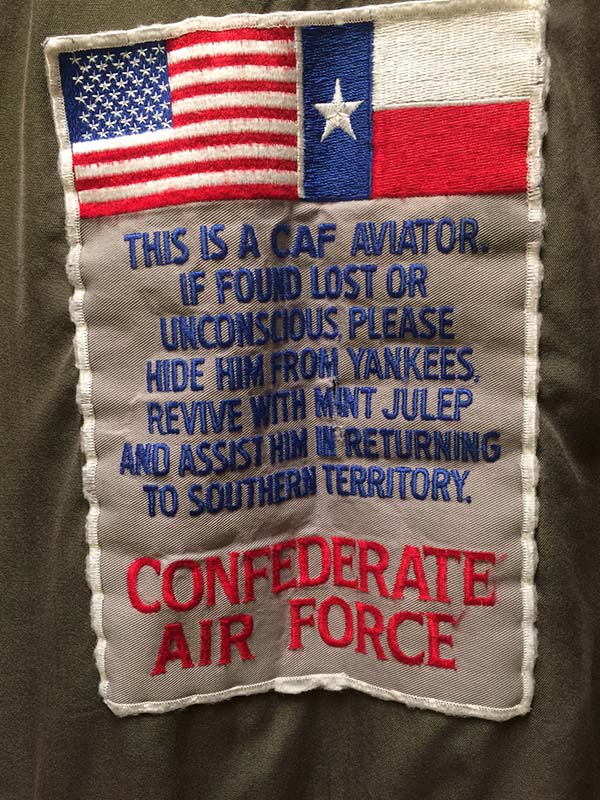 THIS IS A CAF AVIATOR.
IF FOUND LOST OR
UNCONSCIOUS, PLEASE
HIDE HIM FROM YANKEES,
REVIVE WITH MINT JULEP
AND ASSIST HIM IN RETURNING
TO SOUTHERN TERRITORY.
CONFEDERATE
AIR FORCE